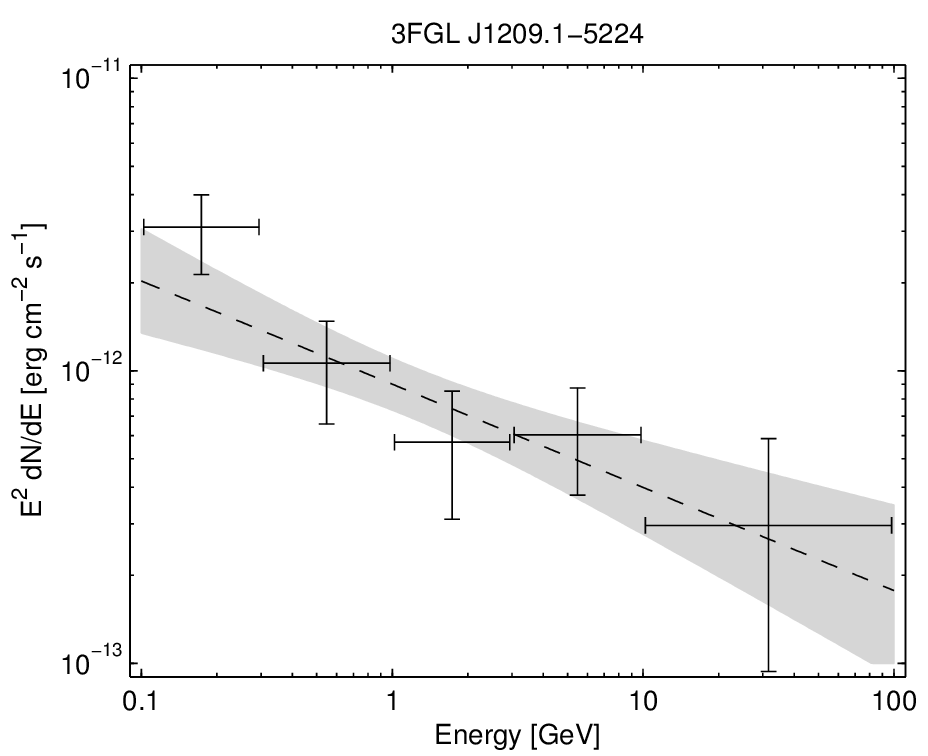 3FGL J1209.1−5224
10⁻¹¹
10⁻¹²
10⁻¹³
E² dN/dE [erg cm⁻² s⁻¹]
0.1 1 10 100
Energy [GeV]